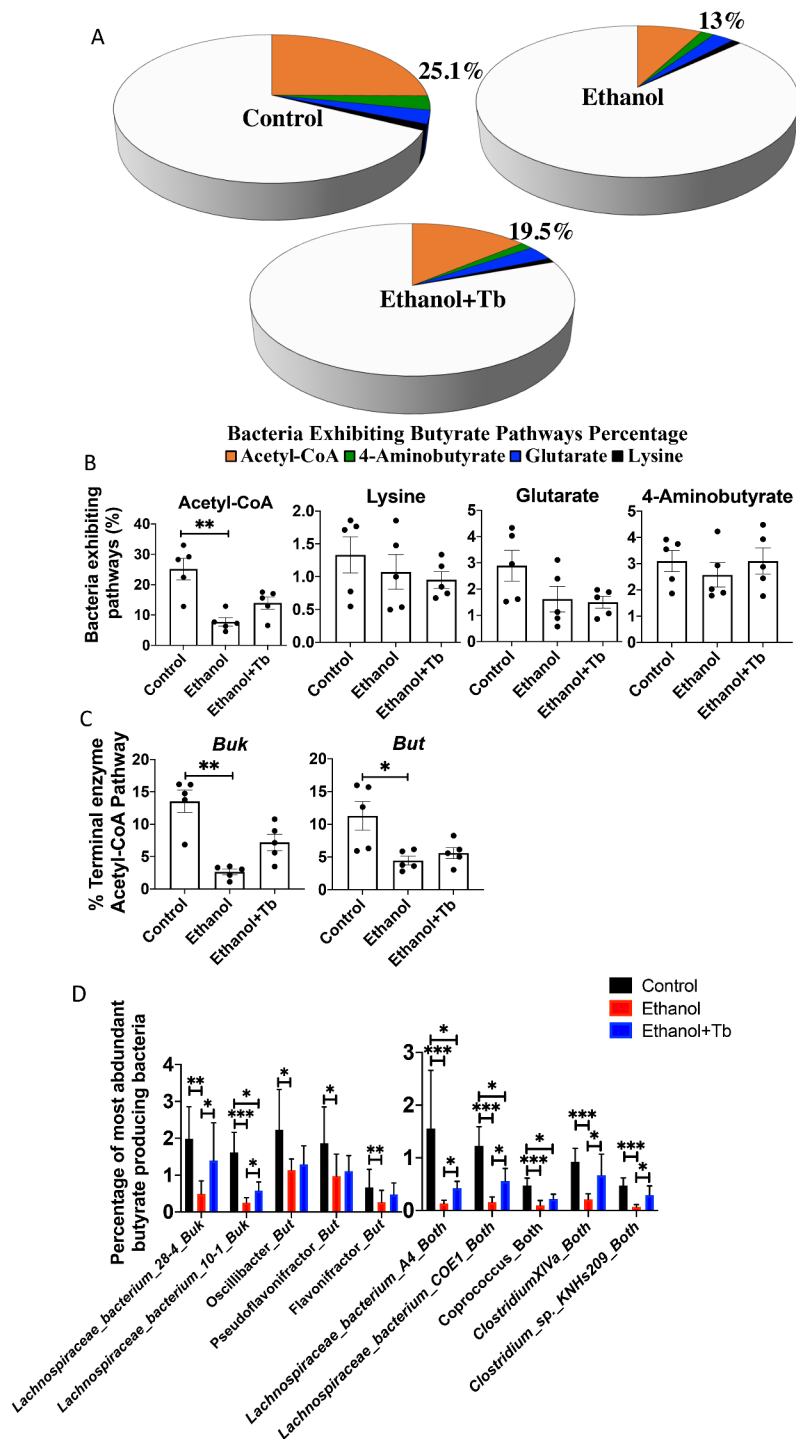 A
25.1%
Control
13%
Ethanol
19.5%
Ethanol+Tb
Bacteria Exhibiting Butyrate Pathways Percentage
Acetyl-CoA 4-Aminobutyrate Glutarate Lysine
B
Bacteria exhibiting
pathways (%)
Acetyl-CoA
**
40
30
20
10
0
Control
Ethanol
Ethanol+Tb
Lysine
2.0
1.5
1.0
0.5
0.0
Control
Ethanol
Ethanol+Tb
Glutarate
5
4
3
2
1
0
Control
Ethanol
Ethanol+Tb
4-Aminobutyrate
5
4
3
2
1
0
Control
Ethanol
Ethanol+Tb
C
% Terminal enzyme
Acetyl-CoA Pathway
Buk
**
20
15
10
5
0
Control
Ethanol
Ethanol+Tb
But
*
20
15
10
5
0
Control
Ethanol
Ethanol+Tb
D
Control
Ethanol
Ethanol+Tb
Percentage of most abdundant
butyrate producing bacteria
4
3
2
1
0
** * *** * * * * **
Lachnospiraceae_bacterium_28-4_Buk
Lachnospiraceae_bacterium_10-1_Buk
Oscillibacter_But
Pseudoflavonifractor_But
Flavonifractor_But
3
2
1
0
* *** * * *** * * *** *** * *** *
Lachnospiraceae_bacterium_A4_Both
Lachnospiraceae_bacterium_COE1_Both
Coprococcus_Both
ClostridiumXIVa_Both
Clostridium_sp._KNHs209_Both